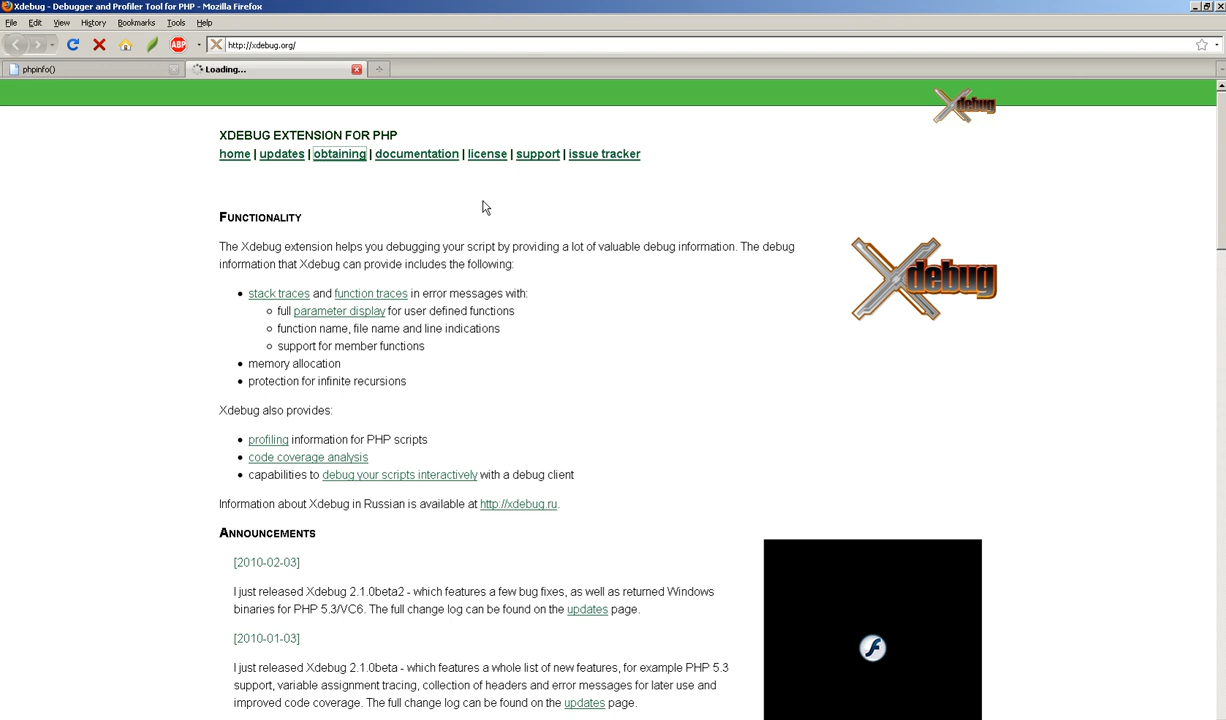 Xdebug - Debugger and Profiler Tool for PHP - Mozilla Firefox
File Edit View History Bookmarks Tools Help
ABP http://xdebug.org/
phpinfo() Loading...
Xdebug
XDEBUG EXTENSION FOR PHP
home | updates | obtaining | documentation | license | support | issue tracker
FUNCTIONALITY
The Xdebug extension helps you debugging your script by providing a lot of valuable debug information. The debug
information that Xdebug can provide includes the following:
stack traces and function traces in error messages with:
full parameter display for user defined functions
function name, file name and line indications
support for member functions
memory allocation
protection for infinite recursions
Xdebug
Xdebug also provides:
profiling information for PHP scripts
code coverage analysis
capabilities to debug your scripts interactively with a debug client
Information about Xdebug in Russian is available at http://xdebug.ru.
ANNOUNCEMENTS
[2010-02-03]
I just released Xdebug 2.1.0beta2 - which features a few bug fixes, as well as returned Windows
binaries for PHP 5.3/VC6. The full change log can be found on the updates page.
[2010-01-03]
I just released Xdebug 2.1.0beta - which features a whole list of new features, for example PHP 5.3
support, variable assignment tracing, collection of headers and error messages for later use and
improved code coverage. The full change log can be found on the updates page.